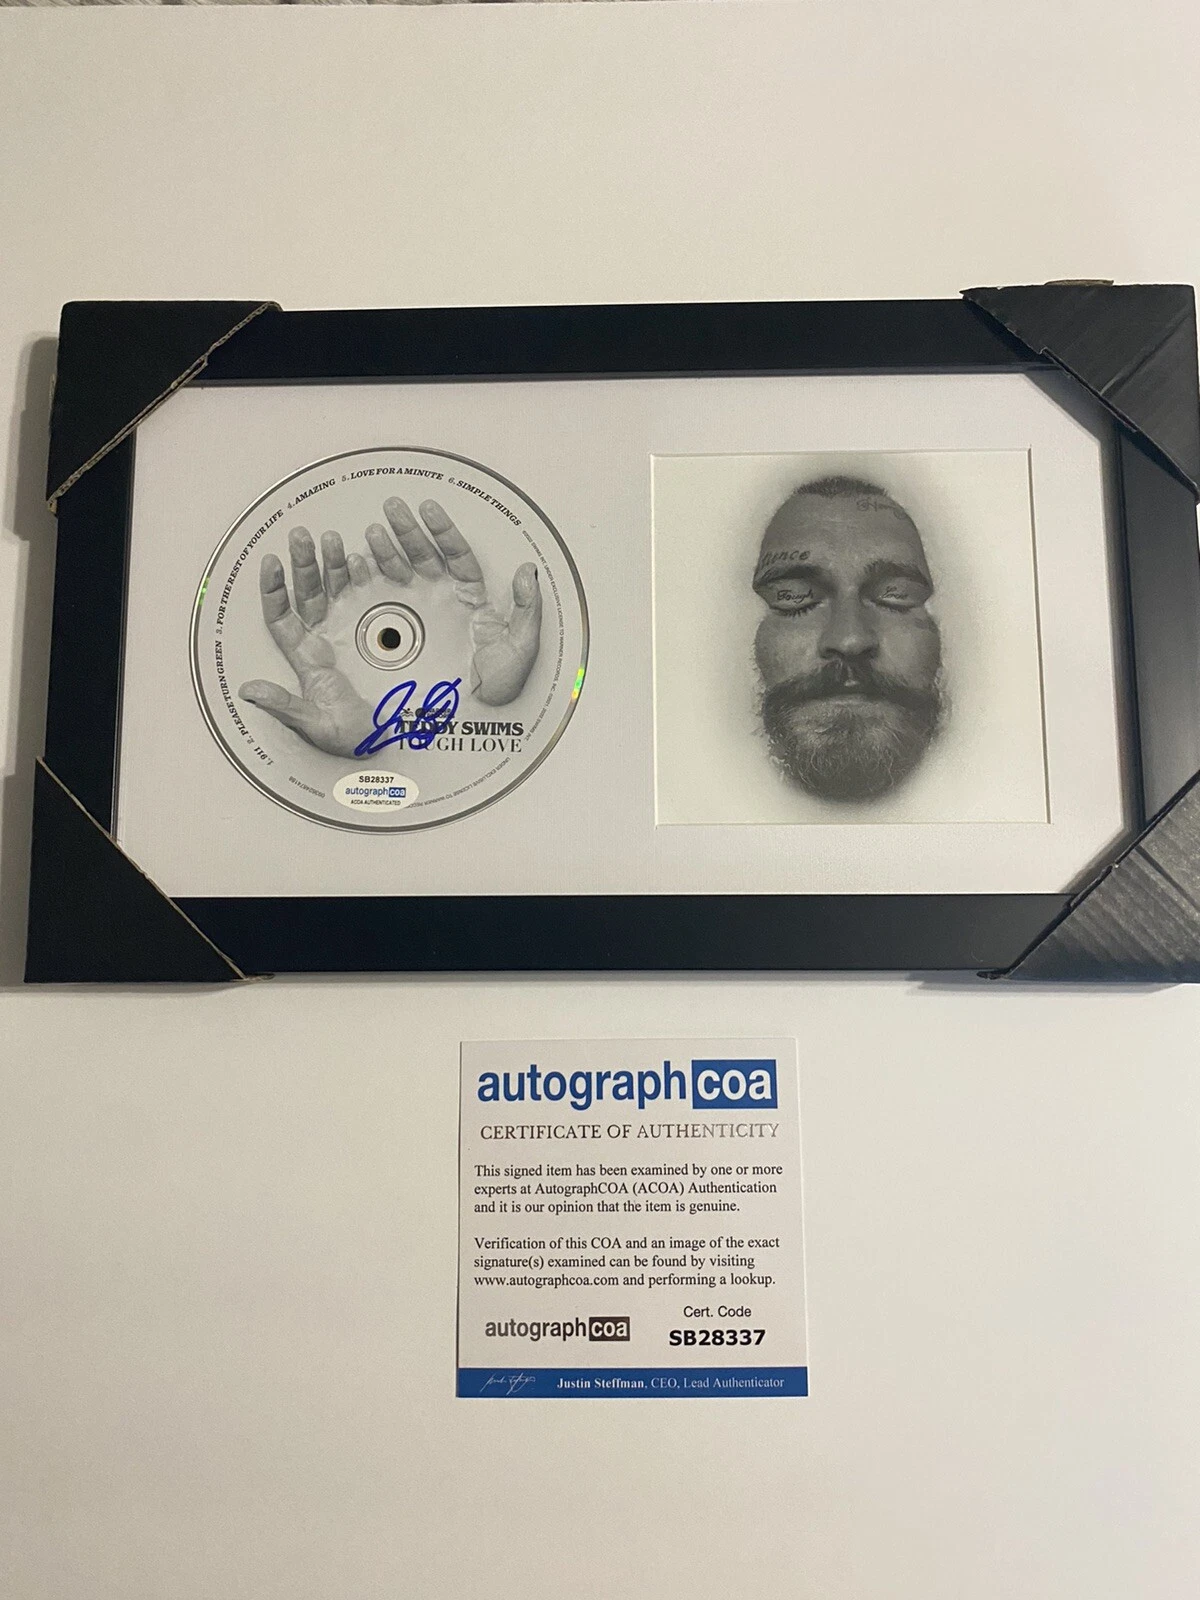 1. 911 2. PLEASE TURN GREEN 3. FOR THE REST OF YOUR LIFE 4. AMAZING 5. LOVE FOR A MINUTE 6. SIMPLE THINGS
TEDDY SWIMS
TOUGH LOVE
SB28337
autographcoa
ACOA AUTHENTICATED
Tough
autographcoa
CERTIFICATE OF AUTHENTICITY
This signed item has been examined by one or more
experts at AutographCOA (ACOA) Authentication
and it is our opinion that the item is genuine.
Verification of this COA and an image of the exact
signature(s) examined can be found by visiting
www.autographcoa.com and performing a lookup.
autographcoa
Cert. Code
SB28337
Justin Steffman, CEO, Lead Authenticator